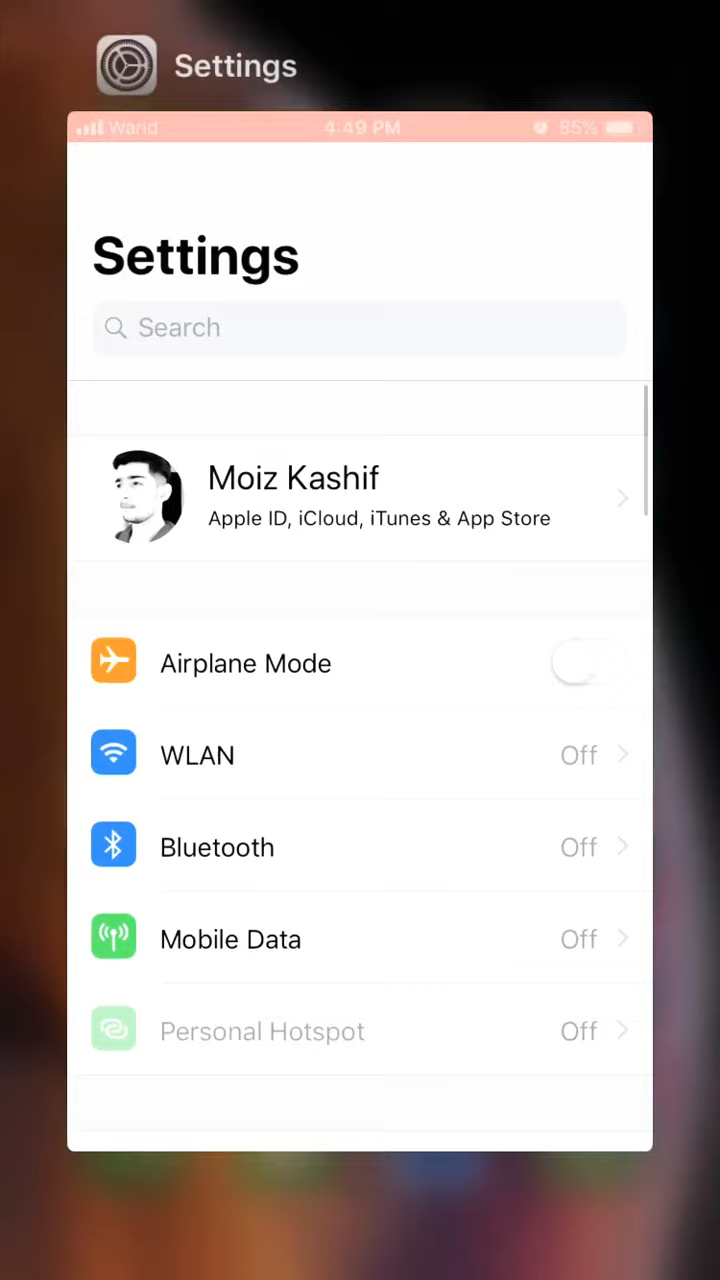 Settings
Warid 4:49 PM 85%
Settings
Search
Moiz Kashif
Apple ID, iCloud, iTunes & App Store
Airplane Mode
WLAN Off
Bluetooth Off
Mobile Data Off
Personal Hotspot Off